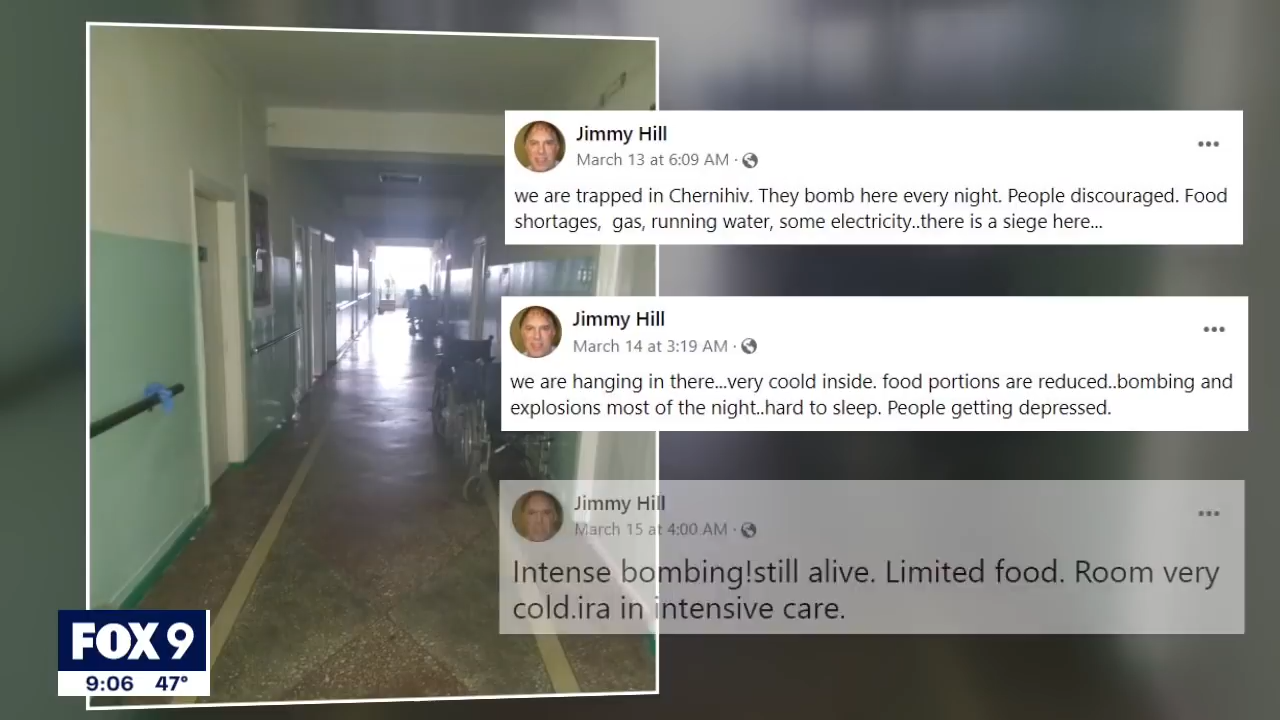 Jimmy Hill
March 13 at 6:09 AM ·
we are trapped in Chernihiv. They bomb here every night. People discouraged. Food
shortages,  gas, running water, some electricity..there is a siege here...
Jimmy Hill
March 14 at 3:19 AM ·
we are hanging in there...very coold inside. food portions are reduced..bombing and
explosions most of the night..hard to sleep. People getting depressed.
Jimmy Hill
March 15 at 4:00 AM ·
Intense bombing!still alive. Limited food. Room very
cold.ira in intensive care.
FOX 9
9:06 47°